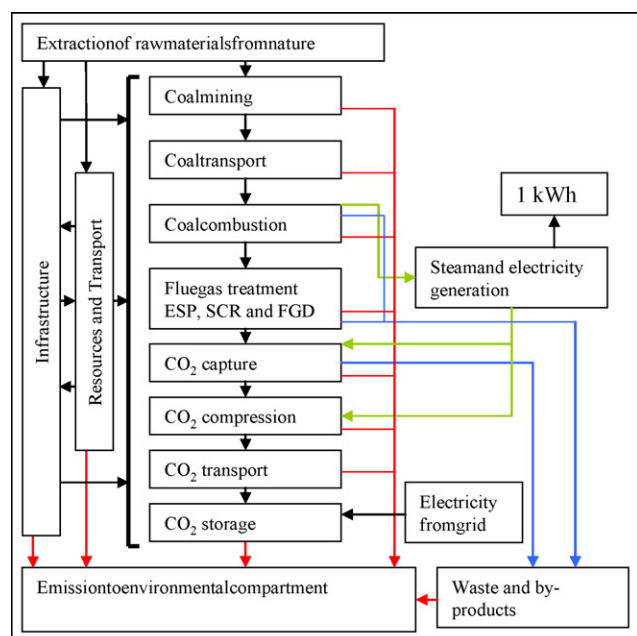 Extractionof rawmaterialsfromnature
Coalmining
Coaltransport
Coalcombustion
1 kWh
Steamand electricity
generation
Fluegas treatment
ESP, SCR and FGD
Infrastructure
Resources and Transport
CO₂ capture
CO₂ compression
CO₂ transport
CO₂ storage
Electricity
fromgrid
Emissiontoenvironmentalcompartment
Waste and by-
products